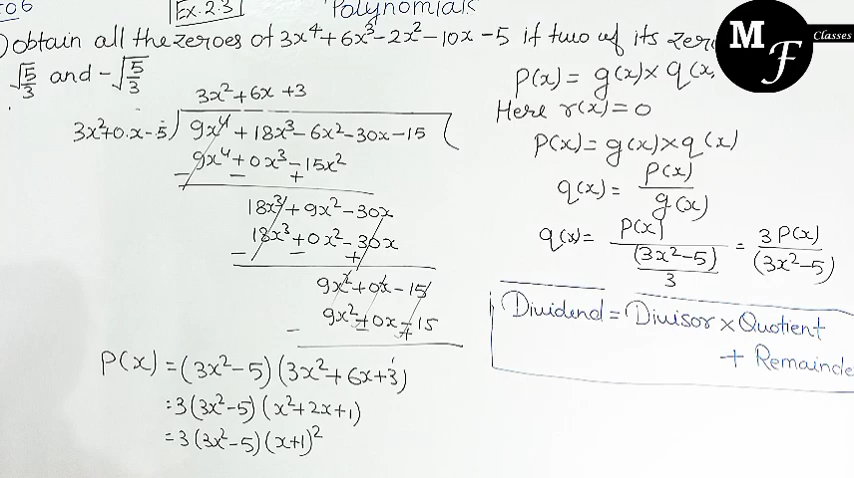 Ex. 2.3
Polynomials
obtain all the zeroes of 3x⁴+6x³-2x²-10x-5 if two of its
√5/3 and -√5/3
3x²+6x+3
3x²+0.x-5) 9x⁴+18x³-6x²-30x-15
9x⁴+0x³-15x²
- - +
18x³+9x²-30x
18x³+0x²-30x
- - +
9x²+0x-15
9x²+0x-15
- - +
P(x)=(3x²-5)(3x²+6x+3)
=3(3x²-5)(x²+2x+1)
=3(3x²-5)(x+1)²
P(x)=g(x)×q(x,
Here r(x)=0
P(x)=g(x)×q(x)
q(x)=P(x)/g(x)
q(x)=P(x)/((3x²-5)/3)=3P(x)/(3x²-5)
Dividend=Divisor×Quotient
+
M F Classes